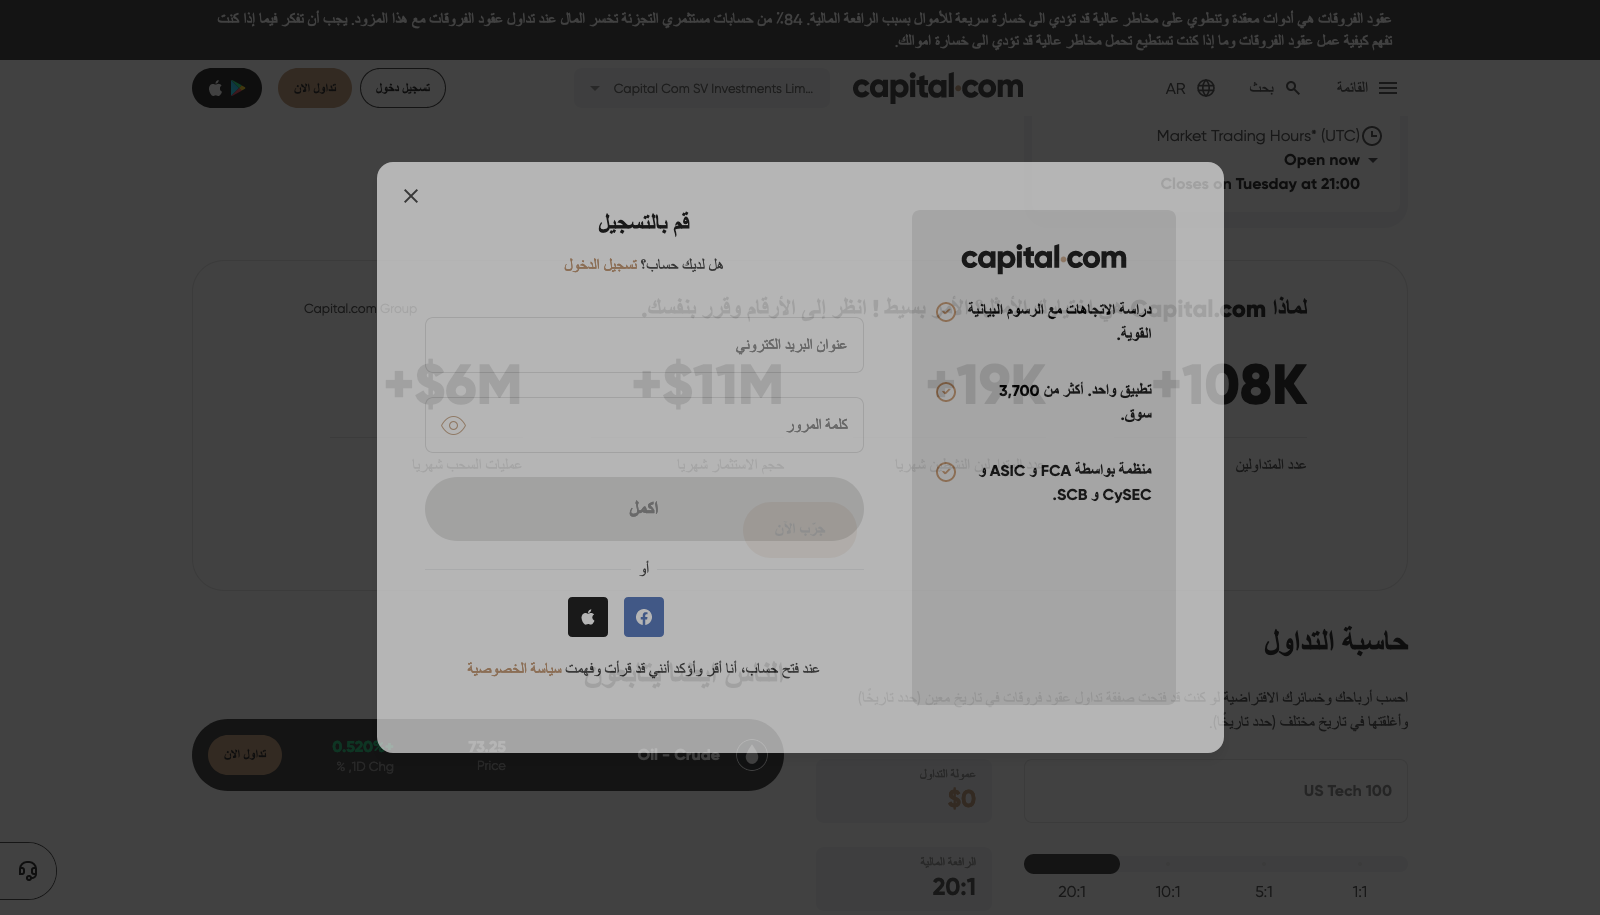 عقود الفروقات هي أدوات معقدة وتنطوي على مخاطر عالية قد تؤدي الى خسارة سريعة للأموال بسبب الرافعة المالية. 84٪ من حسابات مستثمري التجزئة تخسر المال عند تداول عقود الفروقات مع هذا المزود. يجب أن تفكر فيما إذا كنت
تفهم كيفية عمل عقود الفروقات وما إذا كنت تستطيع تحمل مخاطر عالية قد تؤدي الى خسارة اموالك.
القائمة
بحث
AR
capital.com
Capital Com SV Investments Lim...
تسجيل دخول
تداول الان
Market Trading Hours* (UTC)
Open now
Closes on Tuesday at 21:00
قم بالتسجيل
هل لديك حساب؟ تسجيل الدخول
عنوان البريد الكتروني
كلمة المرور
اكمل
أو
عند فتح حساب، أنا أقر وأؤكد أنني قد قرأت وفهمت سياسة الخصوصية
capital.com
دراسة الاتجاهات مع الرسوم البيانية
القوية.
تطبيق واحد. أكثر من 3,700
سوق.
منظمة بواسطة FCA و ASIC و
CySEC و SCB.
لماذا Capital.com الأمر بسيط ! انظر إلى الأرقام وقرر بنفسك.
Capital.com Group
+108K
+19K
+$11M
+$6M
عدد المتداولين
حجم الاستثمار شهريا
عمليات السحب شهريا
جرّب الآن
حاسبة التداول
احسب أرباحك وخسائرك الافتراضية لو كنت قد فتحت صفقة تداول عقود فروقات في تاريخ معين (حدد تاريخًا)
وأغلقتها في تاريخ مختلف (حدد تاريخًا).
US Tech 100
عمولة التداول
$0
الرافعة المالية
20:1
20:1
10:1
5:1
1:1
الناس أيضًا يتابعون
Oil - Crude
73.25
Price
0.520%
% ,1D Chg
تداول الان